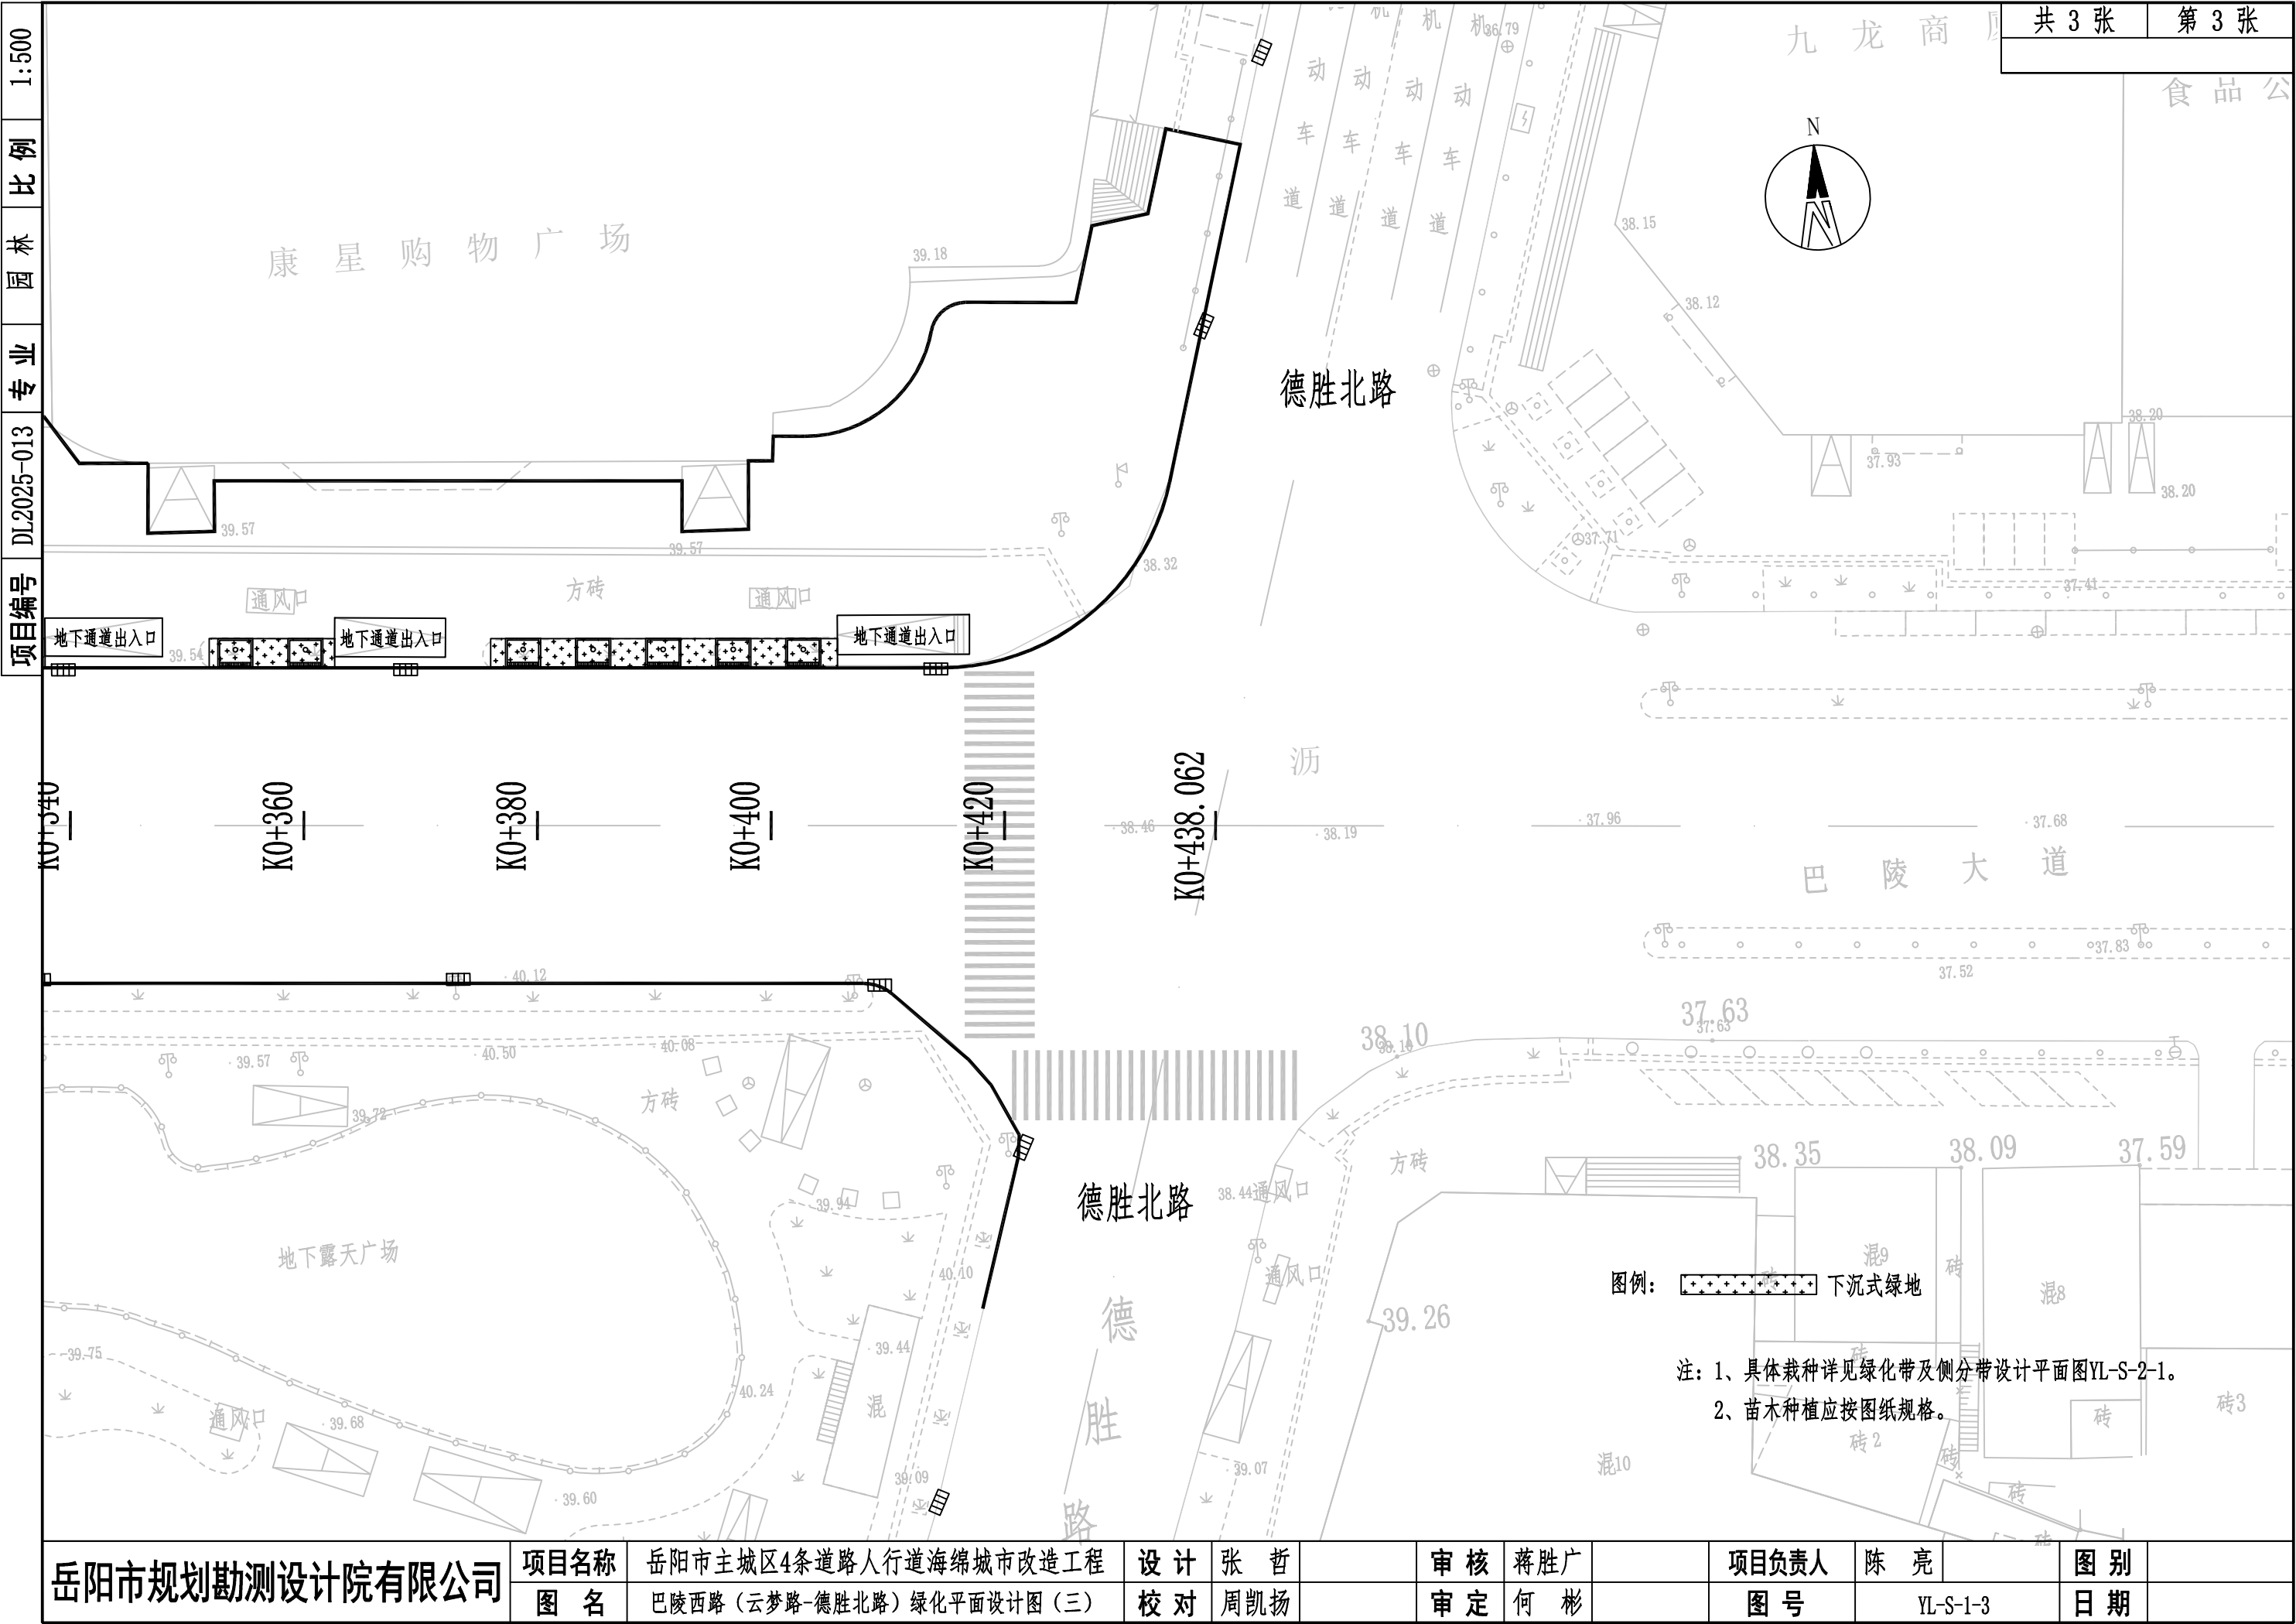 共 3 张 第 3 张
比 例 1:500
专 业 园 林
项目编号 DL2025-013
九 龙 商
食 品 公
机 机 机
动 动 动 动
车 车 车 车
道 道 道 道
36.79
N
康 星 购 物 广 场
39.18
38.15
38.12
德胜北路
38.20
37.93
38.20
39.57
39.57
38.32
37.71
37.41
通风口
方砖
通风口
地下通道出入口
地下通道出入口
地下通道出入口
39.54
沥
K0+340
K0+360
K0+380
K0+400
K0+420
K0+438.062
38.46
38.19
37.96
37.68
巴 陵 大 道
37.83
37.52
40.12
37.63
37.63
38.10
38.10
39.57
40.50
40.08
方砖
39.72
方砖
38.35
38.09
37.59
39.94
德胜北路
38.44
通风口
地下露天广场
40.10
通风口
混9
砖
砖
混8
图例：
下沉式绿地
德
胜
路
39.26
39.75
39.44
40.24
砖
注：1、具体栽种详见绿化带及侧分带设计平面图YL-S-2-1。
2、苗木种植应按图纸规格。
通风口
39.68
混
砖
砖3
砖2
砖
混10
39.09
39.07
39.60
砖
砖
岳阳市规划勘测设计院有限公司
项目名称 岳阳市主城区4条道路人行道海绵城市改造工程
设 计 张 哲
审 核 蒋胜广
项目负责人 陈 亮
图 别
图 名 巴陵西路（云梦路-德胜北路）绿化平面设计图（三）
校 对 周凯扬
审 定 何 彬
图 号 YL-S-1-3
日 期